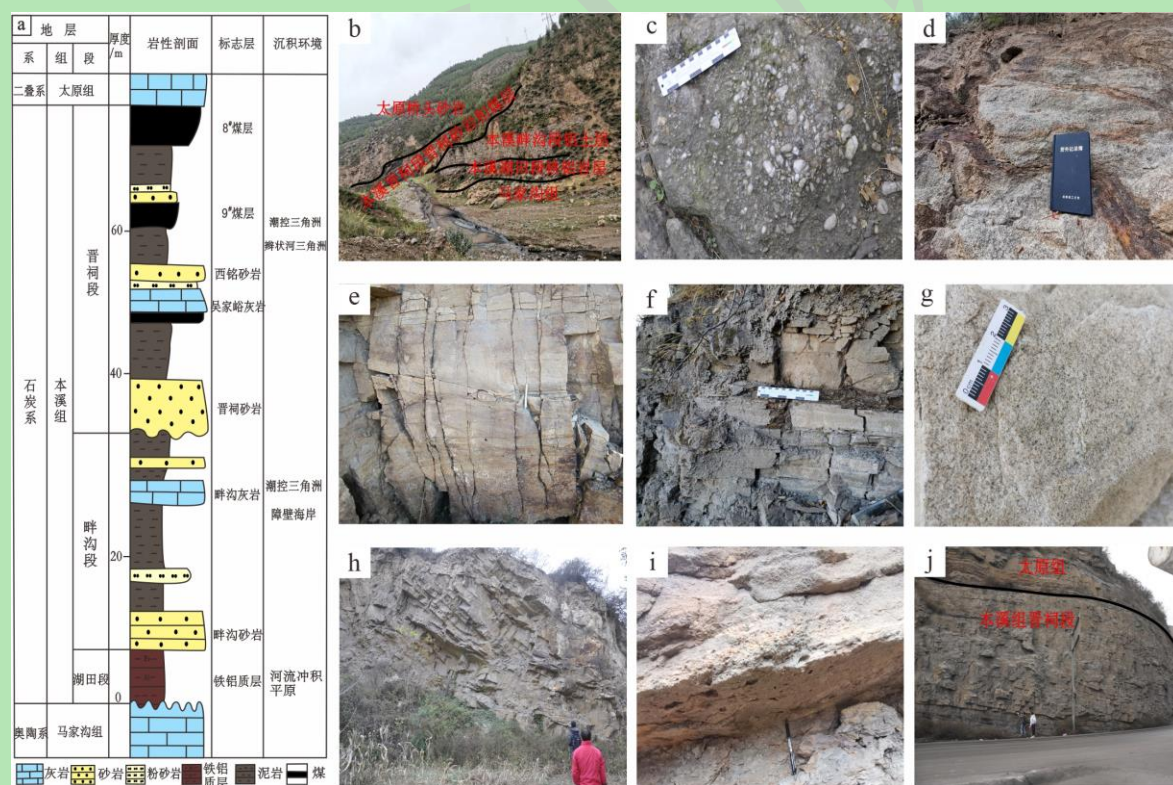 a
地 层
厚度
/m
岩性剖面
标志层
沉积环境
系
组
段
二叠系
太原组
8#煤层
9#煤层
潮控三角洲
60
辫状河三角洲
晋祠段
西铭砂岩
吴家峪灰岩
40
石炭系
本溪组
晋祠砂岩
畔沟灰岩
潮控三角洲
障壁海岸
畔沟段
20
畔沟砂岩
湖田段
铁铝质层
河流冲积
平原
0
奥陶系
马家沟组
灰岩
砂岩
粉砂岩
铁铝
质层
泥岩
煤
b
太原桥头砂岩
本溪畔沟段粘土层
本溪湖田段铁铝岩层
马家沟组
c
d
e
f
g
h
i
j
太原组
本溪组晋祠段